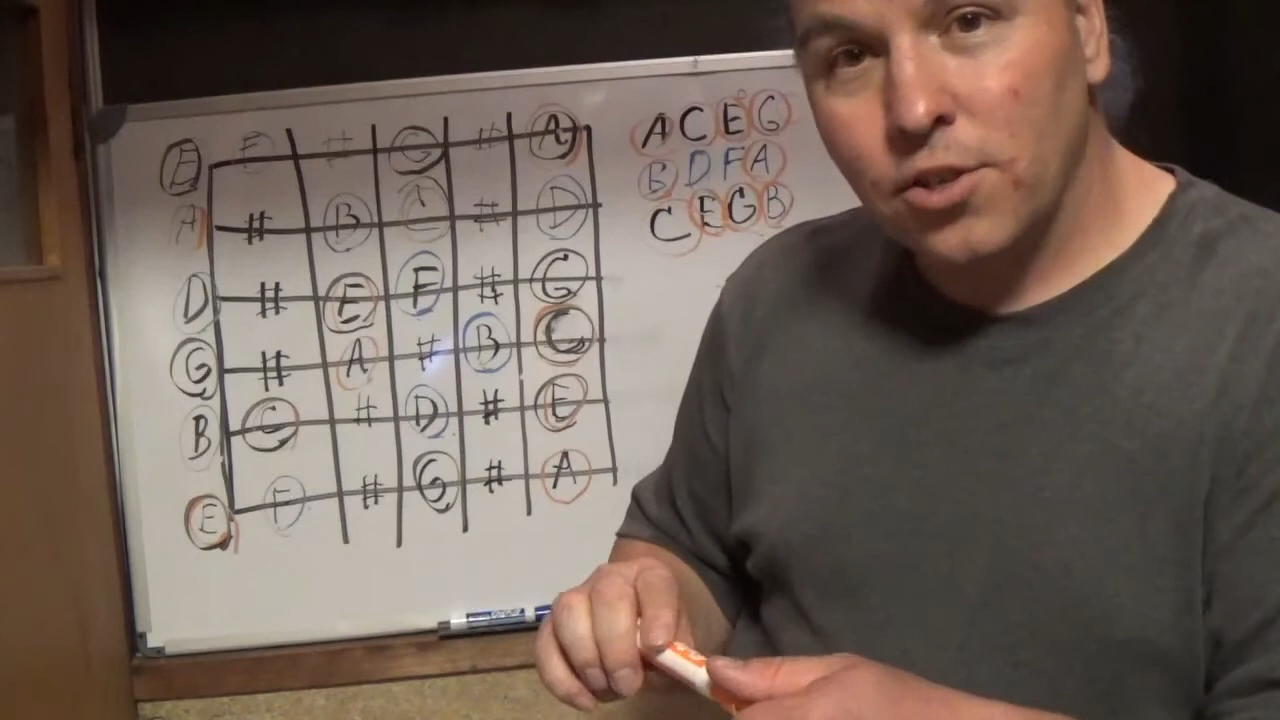 E F # G # A
A # B C # D
D # E F # G
G # A # B C
B C # D # E
E F # G # A
A C E G
B D F A
C E G B